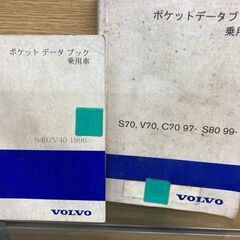 ポケット データ ブック
乗用車
S40/V40 1996
VOLVO
ポケットデータブ
乗用
S70, V70, C70 97- S80 99-
VOLVO